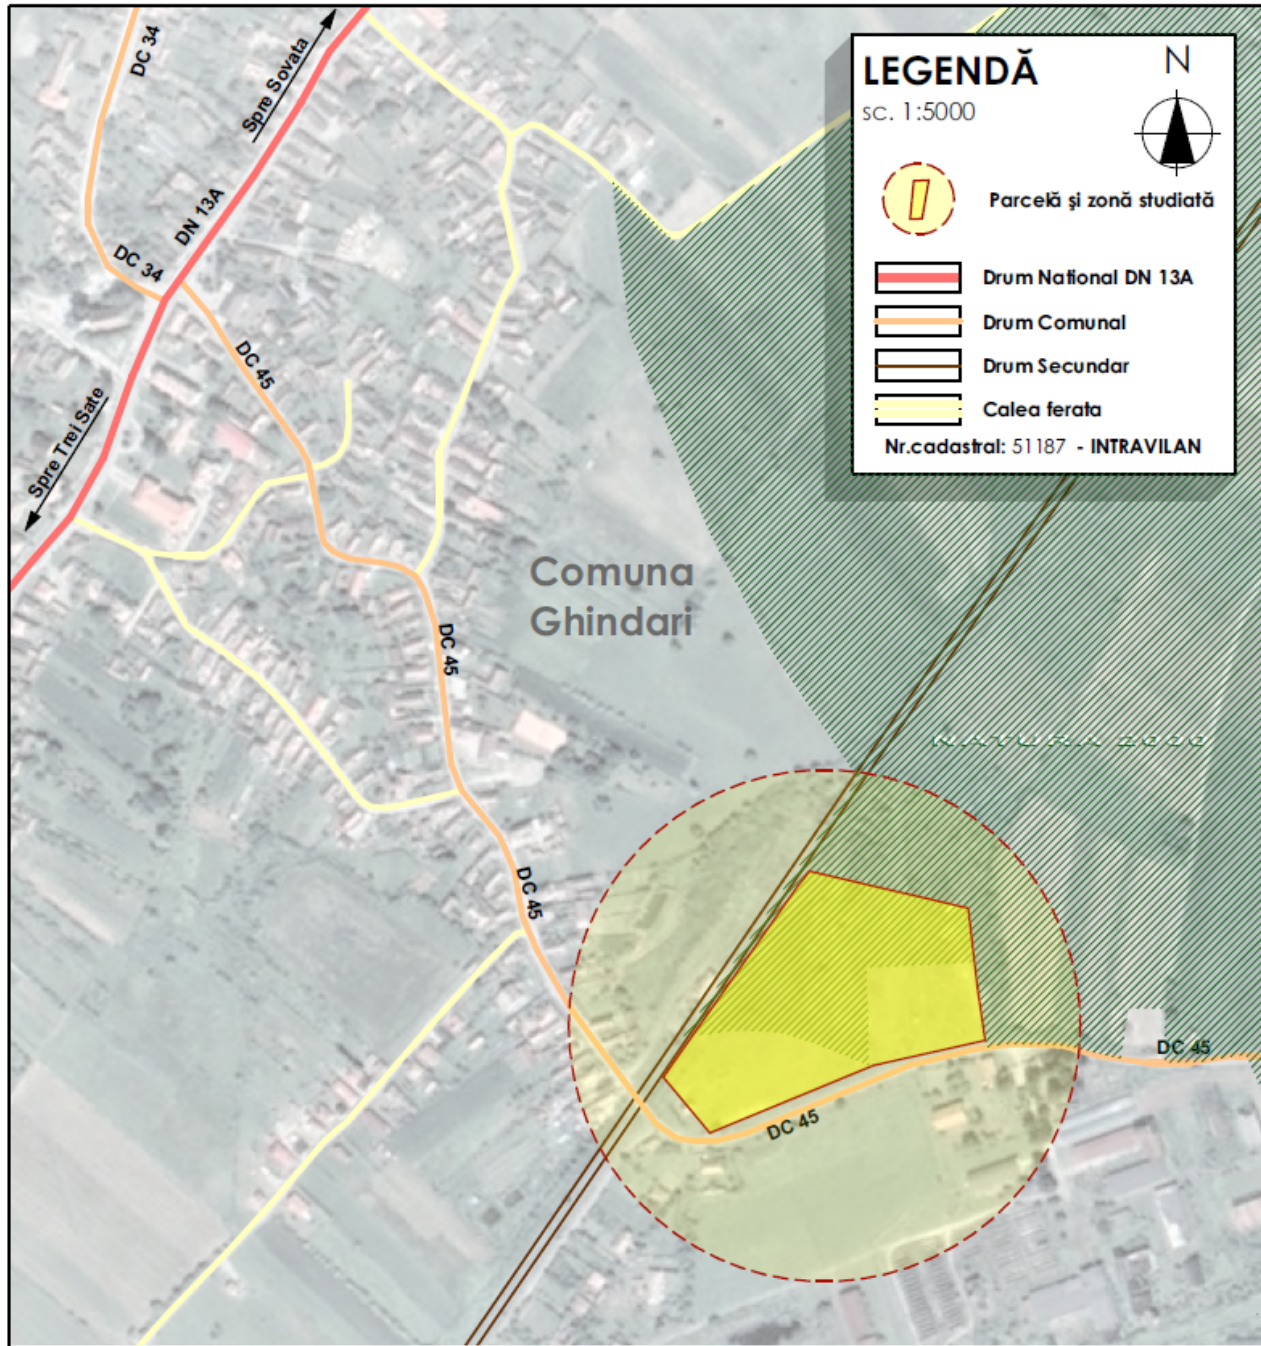 LEGENDĂ
sc. 1:5000
N
Parcelă și zonă studiată
Drum National DN 13A
Drum Comunal
Drum Secundar
Calea ferata
Nr.cadastral: 51187 - INTRAVILAN
DC 34
Spre Sovata
DN 13A
DC 34
DC 45
Spre Trei Sate
Comuna
Ghindari
DC 45
NATURA 2000
DC 45
DC 45
DC 45